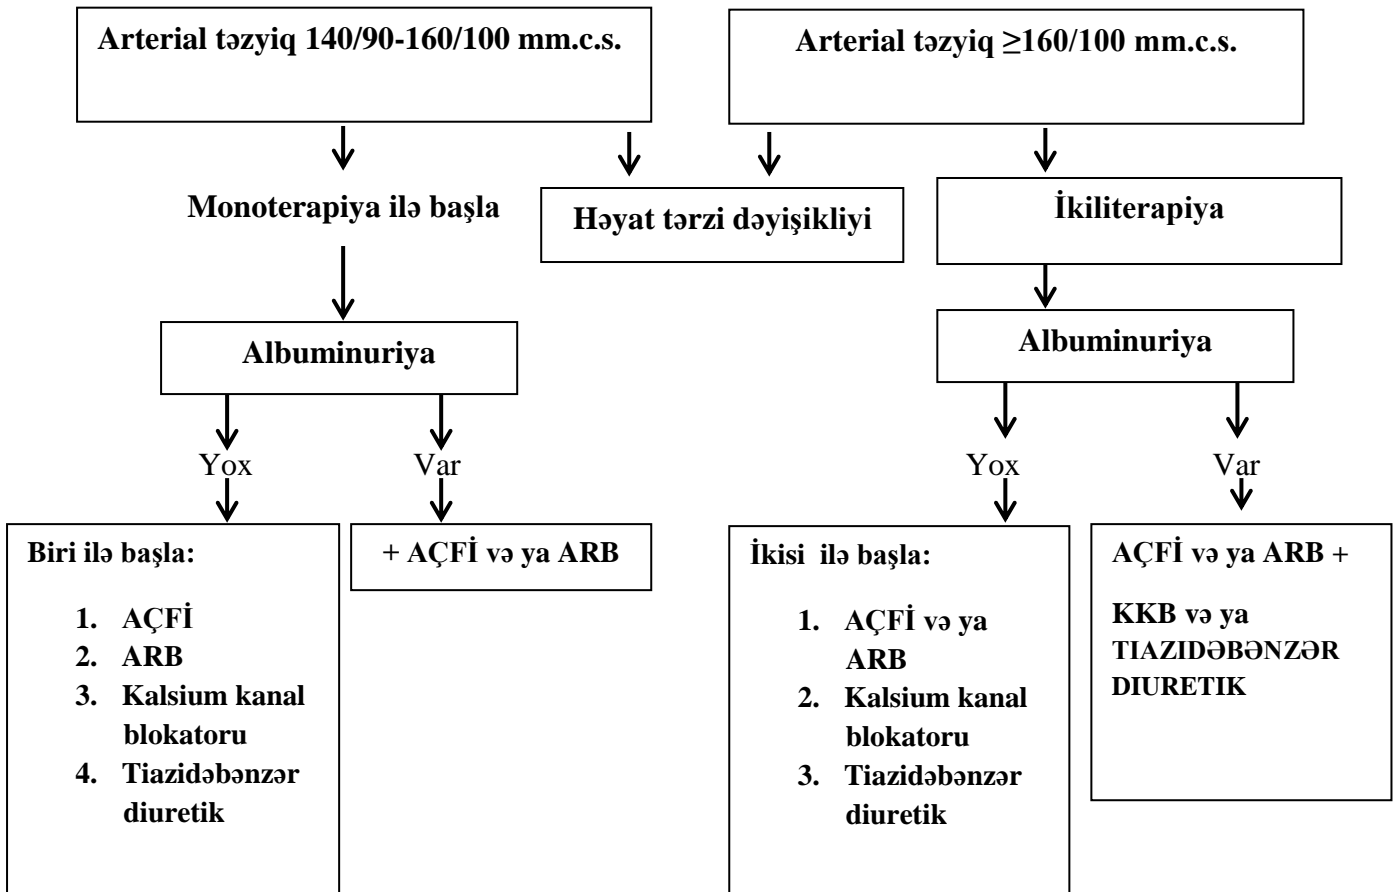 Arterial təzyiq 140/90-160/100 mm.c.s.
Arterial təzyiq ≥160/100 mm.c.s.
Monoterapiya ilə başla
Həyat tərzi dəyişikliyi
İkiliterapiya
Albuminuriya
Albuminuriya
Yox
Var
Yox
Var
Biri ilə başla:
1. AÇFİ
2. ARB
3. Kalsium kanal
blokatoru
4. Tiazidəbənzər
diuretik
+ AÇFİ və ya ARB
İkisi ilə başla:
1. AÇFİ və ya
ARB
2. Kalsium kanal
blokatoru
3. Tiazidəbənzər
diuretik
AÇFİ və ya ARB +
KKB və ya
TIAZIDƏBƏNZƏR
DIURETIK